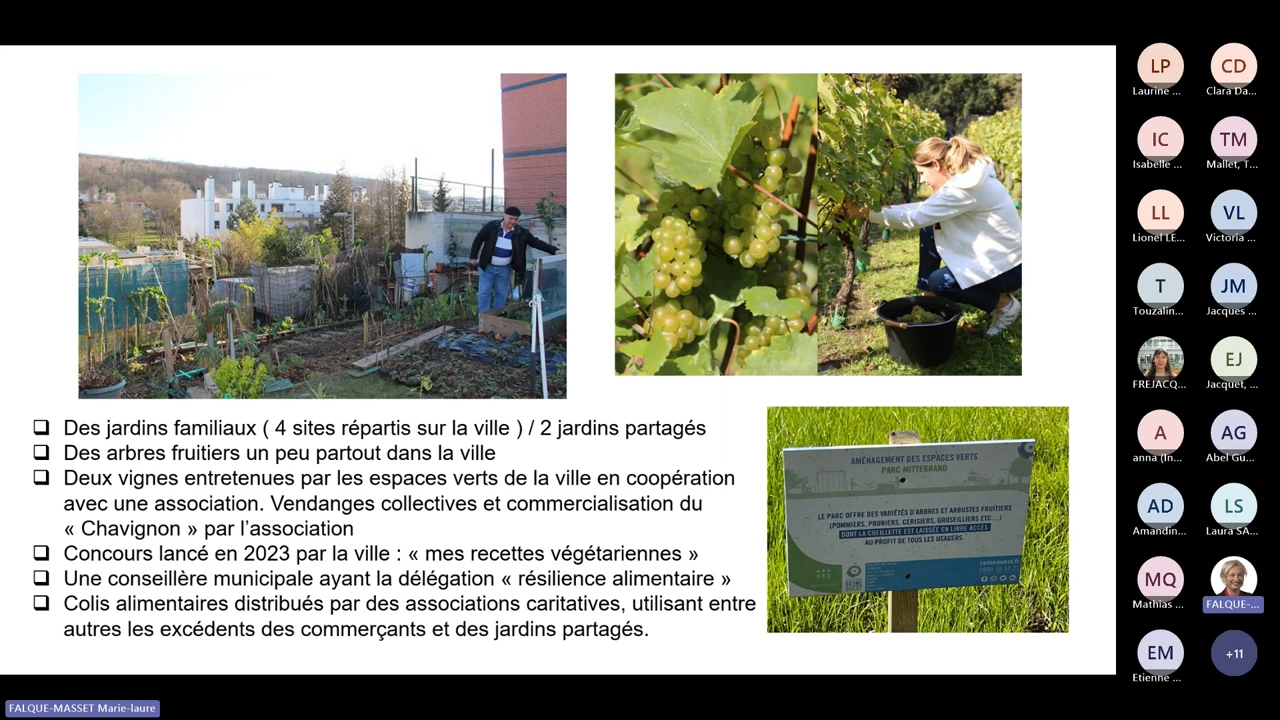 Des jardins familiaux ( 4 sites répartis sur la ville ) / 2 jardins partagés
Des arbres fruitiers un peu partout dans la ville
Deux vignes entretenues par les espaces verts de la ville en coopération
avec une association. Vendanges collectives et commercialisation du
« Chavignon » par l'association
Concours lancé en 2023 par la ville : « mes recettes végétariennes »
Une conseillère municipale ayant la délégation « résilience alimentaire »
Colis alimentaires distribués par des associations caritatives, utilisant entre
autres les excédents des commerçants et des jardins partagés.
AMÉNAGEMENT DES ESPACES VERTS
PARC MITTERRAND
LE PARC OFFRE DES VARIÉTÉS D'ARBRES ET ARBUSTES FRUITIERS
(POMMIERS, PRUNIERS, CERISIERS, GROSEILLIERS ETC...)
DONT LA CUEILLETTE EST LAISSÉE EN LIBRE ACCÈS
AU PROFIT DE TOUS LES USAGERS.
seineouest.fr
LP
Laurine ...
CD
Clara Da...
IC
Isabelle ...
TM
Mallet, T...
LL
Lionel LE...
VL
Victoria ...
T
Touzalin...
JM
Jacques ...
FREJACQ...
EJ
Jacquet, ...
A
anna (In...
AG
Abel Gu...
AD
Amandin...
LS
Laura SA...
MQ
Mathias ...
FALQUE-...
EM
Etienne ...
+11
FALQUE-MASSET Marie-laure